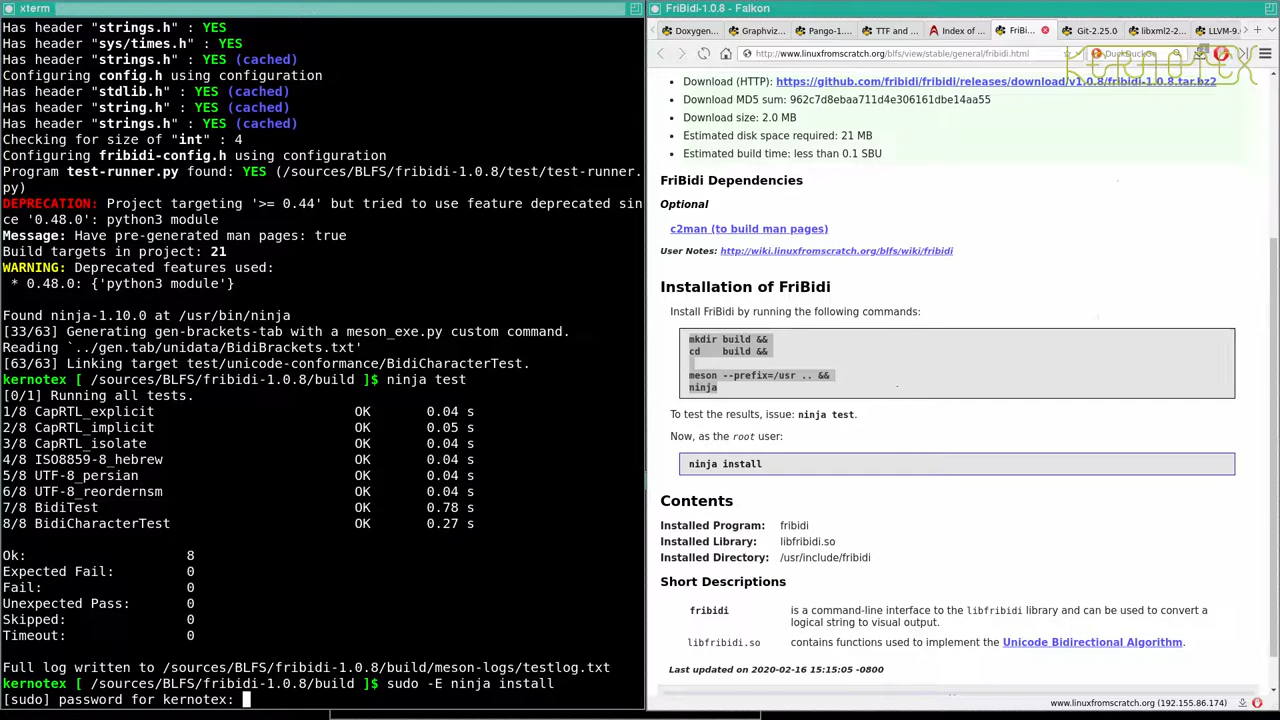 xterm
Has header "strings.h" : YES
Has header "sys/times.h" : YES
Has header "strings.h" : YES (cached)
Configuring config.h using configuration
Has header "stdlib.h" : YES (cached)
Has header "string.h" : YES (cached)
Has header "strings.h" : YES (cached)
Checking for size of "int" : 4
Configuring fribidi-config.h using configuration
Program test-runner.py found: YES (/sources/BLFS/fribidi-1.0.8/test/test-runner.
py)
DEPRECATION: Project targeting '>= 0.44' but tried to use feature deprecated sin
ce '0.48.0': python3 module
Message: Have pre-generated man pages: true
Build targets in project: 21
WARNING: Deprecated features used:
* 0.48.0: {'python3 module'}
Found ninja-1.10.0 at /usr/bin/ninja
[33/63] Generating gen-brackets-tab with a meson_exe.py custom command.
Reading `../gen.tab/unidata/BidiBrackets.txt'
[63/63] Linking target test/unicode-conformance/BidiCharacterTest.
kernotex [ /sources/BLFS/fribidi-1.0.8/build ]$ ninja test
[0/1] Running all tests.
1/8 CapRTL_explicit OK 0.04 s
2/8 CapRTL_implicit OK 0.05 s
3/8 CapRTL_isolate OK 0.04 s
4/8 ISO8859-8_hebrew OK 0.04 s
5/8 UTF-8_persian OK 0.04 s
6/8 UTF-8_reordernsm OK 0.04 s
7/8 BidiTest OK 0.78 s
8/8 BidiCharacterTest OK 0.27 s
Ok: 8
Expected Fail: 0
Fail: 0
Unexpected Pass: 0
Skipped: 0
Timeout: 0
Full log written to /sources/BLFS/fribidi-1.0.8/build/meson-logs/testlog.txt
kernotex [ /sources/BLFS/fribidi-1.0.8/build ]$ sudo -E ninja install
[sudo] password for kernotex:
FriBidi-1.0.8 - Falkon
Doxygen... Graphviz... Pango-1.... TTF and ... Index of ... FriBi... Git-2.25.0 libxml2-2... LLVM-9.
http://www.linuxfromscratch.org/blfs/view/stable/general/fribidi.html DuckDuckGo
KERNOTEX
Download (HTTP): https://github.com/fribidi/fribidi/releases/download/v1.0.8/fribidi-1.0.8.tar.bz2
Download MD5 sum: 962c7d8ebaa711d4e306161dbe14aa55
Download size: 2.0 MB
Estimated disk space required: 21 MB
Estimated build time: less than 0.1 SBU
FriBidi Dependencies
Optional
c2man (to build man pages)
User Notes: http://wiki.linuxfromscratch.org/blfs/wiki/fribidi
Installation of FriBidi
Install FriBidi by running the following commands:
mkdir build &&
cd build &&
meson --prefix=/usr .. &&
ninja
To test the results, issue: ninja test.
Now, as the root user:
ninja install
Contents
Installed Program: fribidi
Installed Library: libfribidi.so
Installed Directory: /usr/include/fribidi
Short Descriptions
fribidi is a command-line interface to the libfribidi library and can be used to convert a
logical string to visual output.
libfribidi.so contains functions used to implement the Unicode Bidirectional Algorithm.
Last updated on 2020-02-16 15:15:05 -0800
www.linuxfromscratch.org (192.155.86.174)